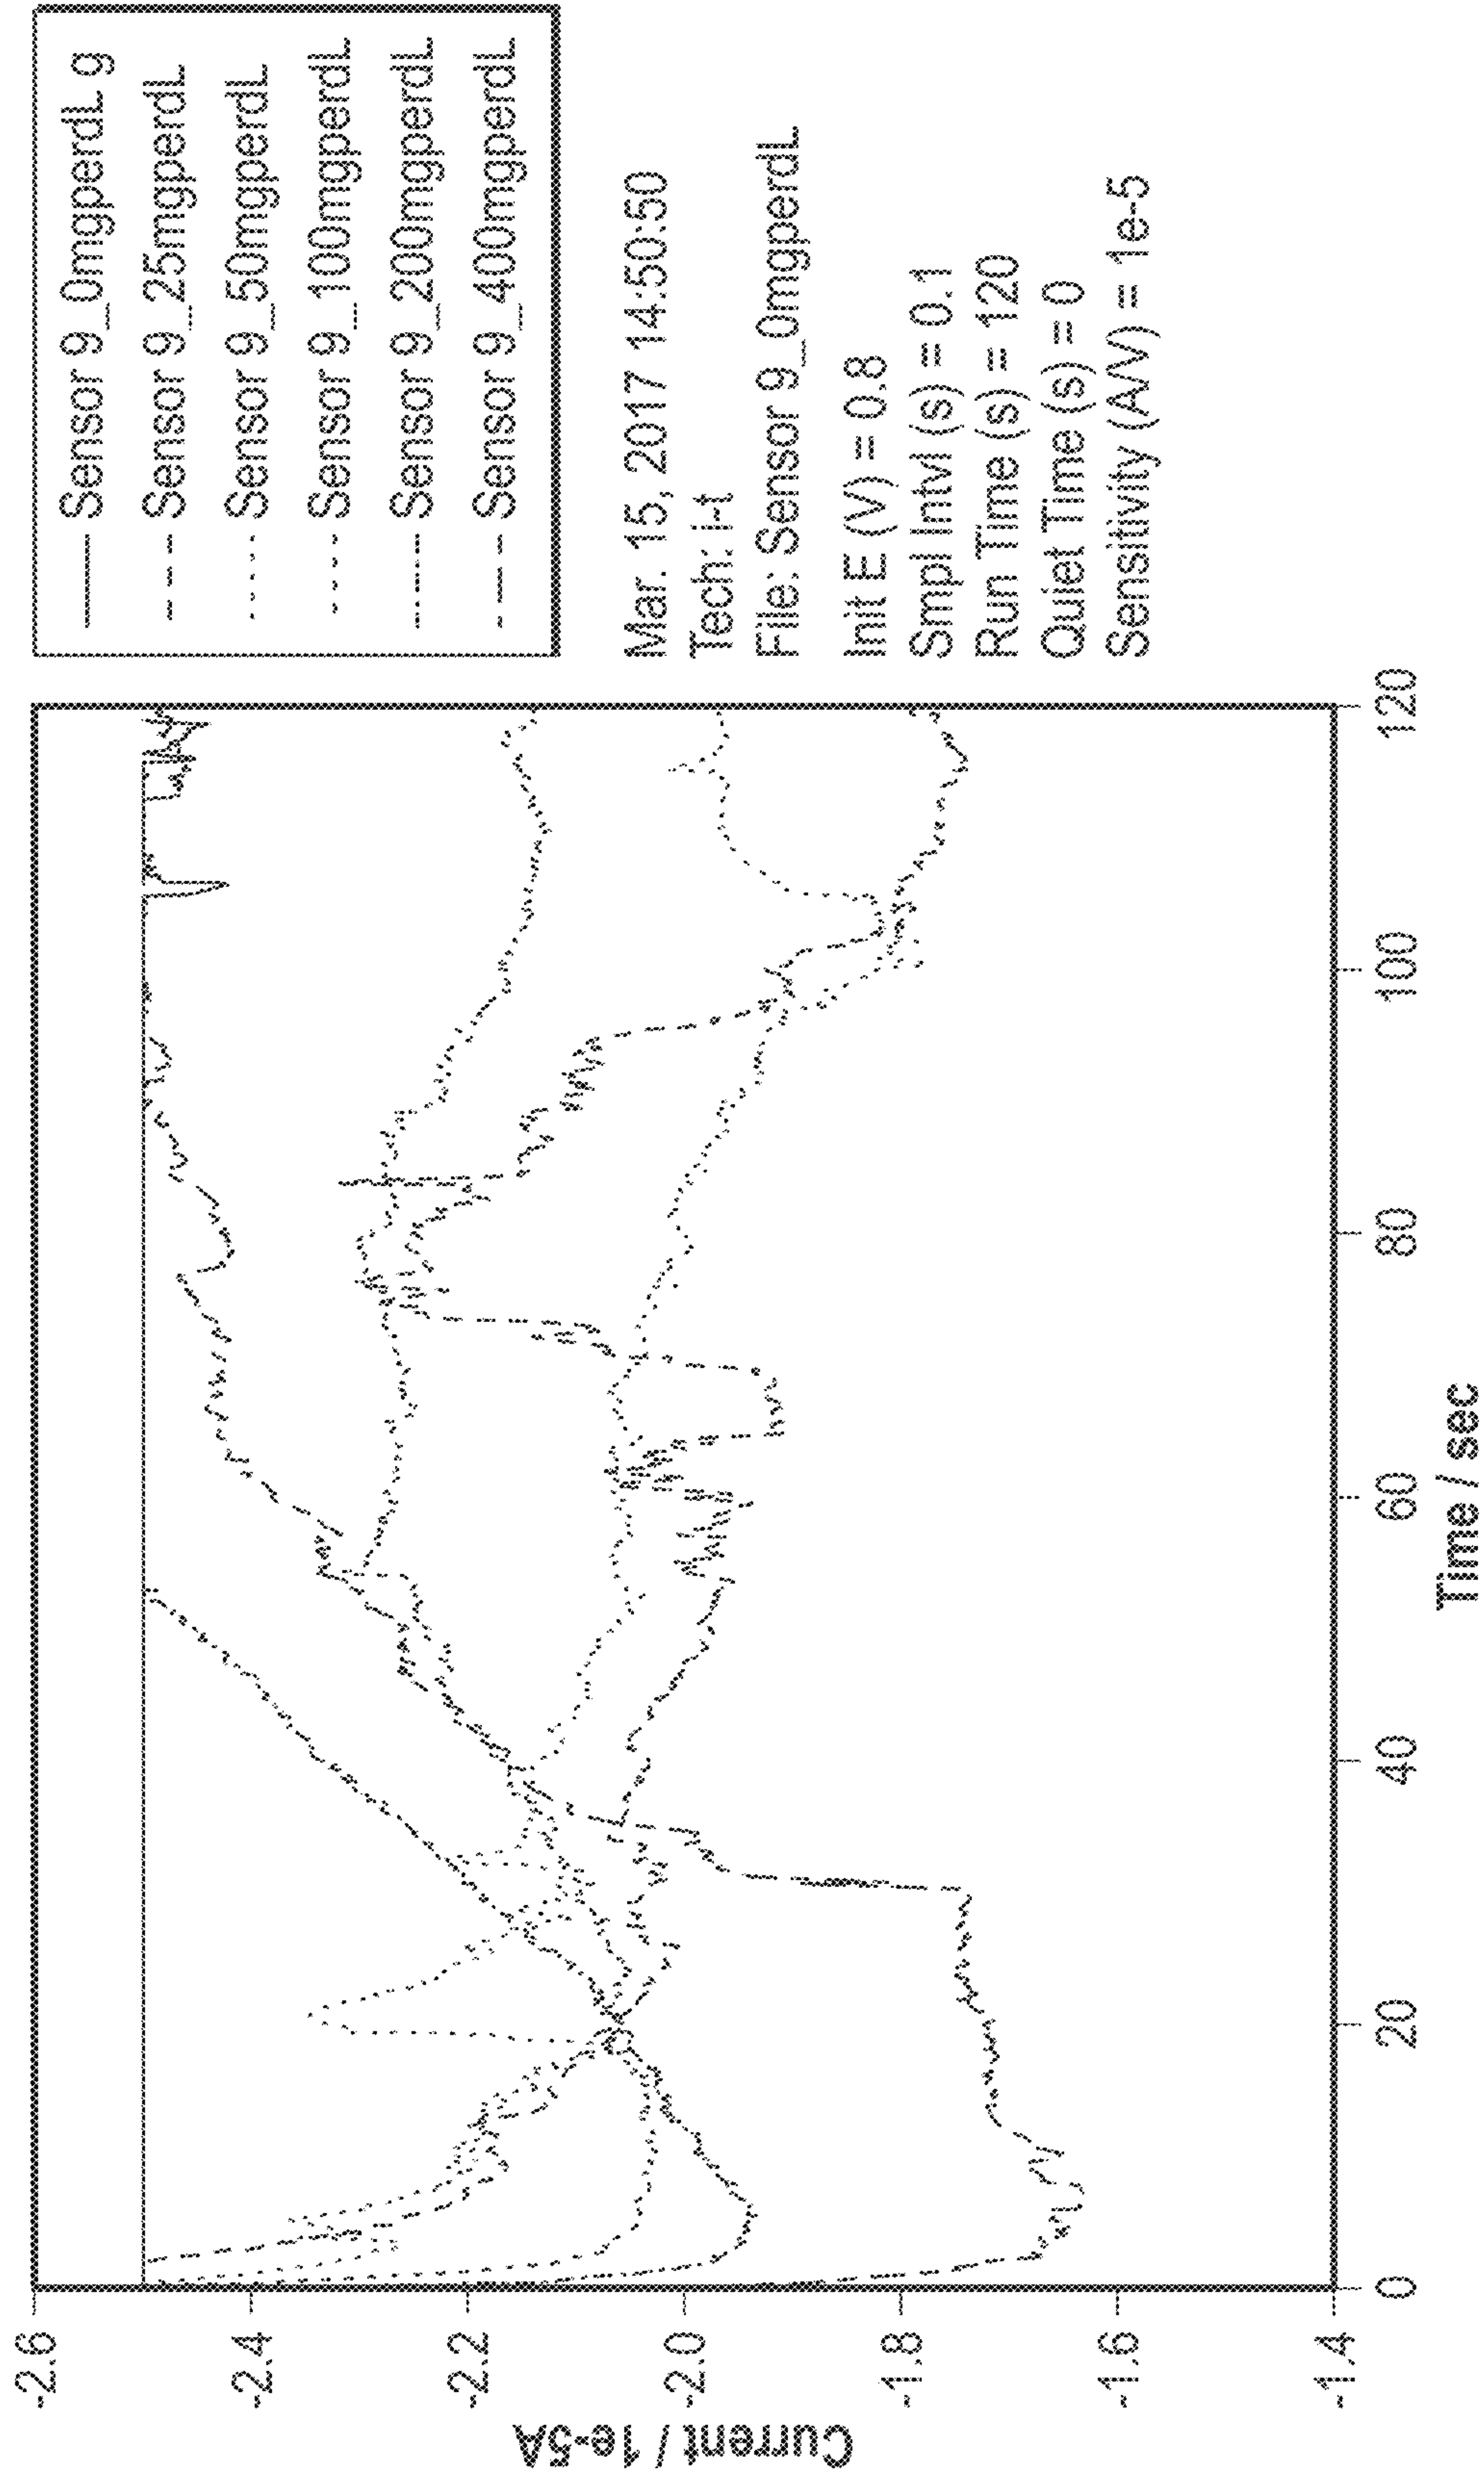 Sensor 9_0mgperdL g
Sensor 9_25mgperdL
Sensor 9_50mgperdL
Sensor 9_100mgperdL
Sensor 9_200mgperdL
Sensor 9_400mgperdL
Mar. 15, 2017 14:50:50
Tech: i-t
File: Sensor 9_0mgperdL
Init E (V) = 0.8
Smpl Intvl (s) = 0.1
Run Time (s) = 120
Quiet Time (s) = 0
Sensitivity (A/V) = 1e-5
Current / 1e-5A
-2.6
-2.4
-2.2
-2.0
-1.8
-1.6
-1.4
0
20
40
60
80
100
120
Time / sec